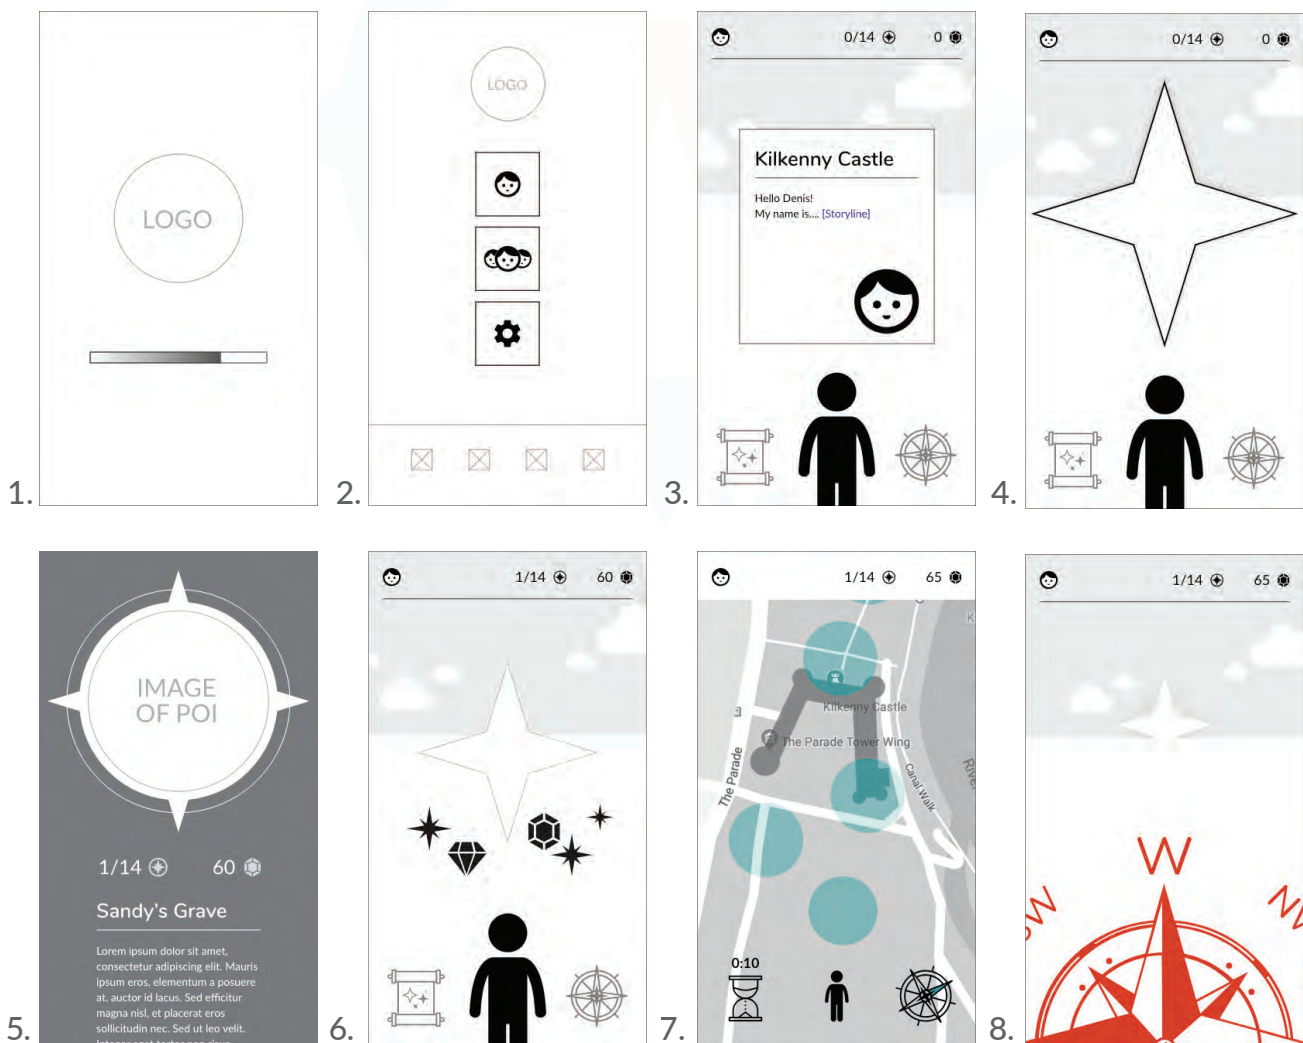 LOGO
1.
LOGO
2.
0/14 0
Kilkenny Castle
Hello Denis!
My name is.... [Storyline]
3.
0/14 0
4.
IMAGE
OF POI
1/14 60
Sandy's Grave
Lorem ipsum dolor sit amet,
consectetur adipiscing elit. Mauris
ipsum eros, elementum a posuere
at, auctor id lacus. Sed efficitur
magna nisl, et placerat eros
sollicitudin nec. Sed ut leo velit.
5.
1/14 60
6.
1/14 65
K
Kilkenny Castle
The Parade Tower Wing
The Parade
Canal Walk
River
0:10
7.
1/14 65
W
SW
NW
8.